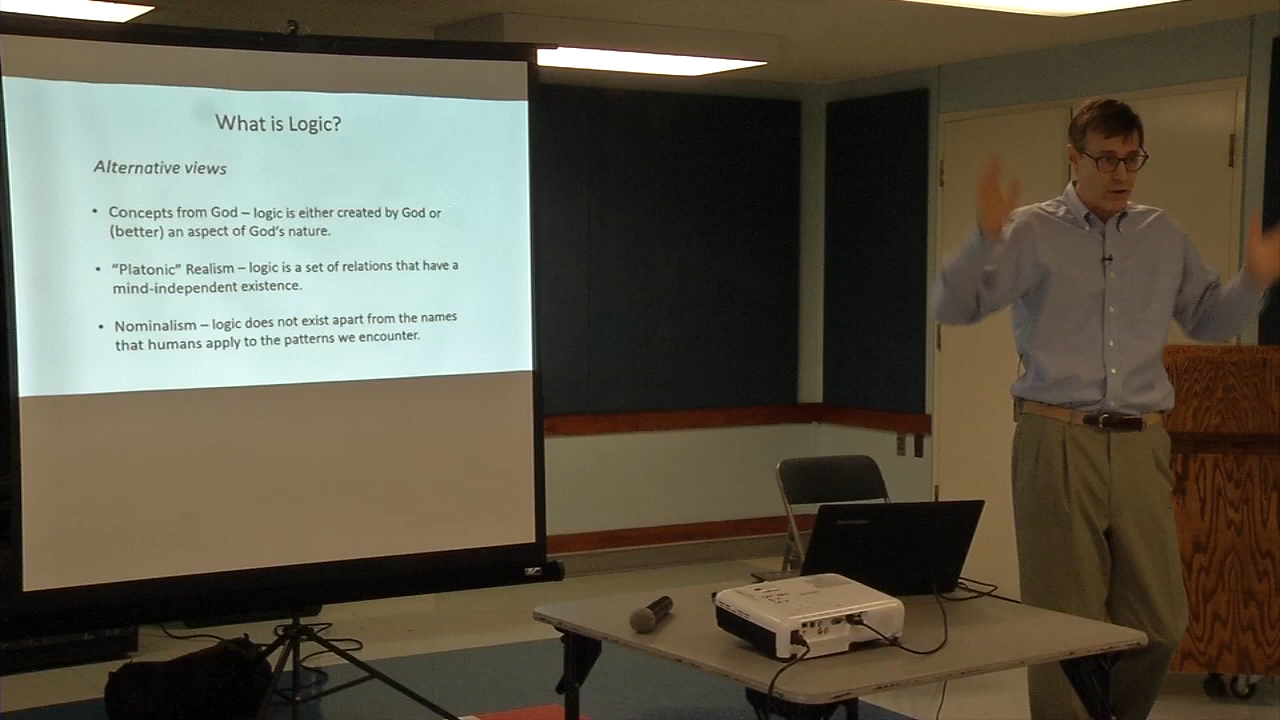 What is Logic?
Alternative views
• Concepts from God – logic is either created by God or
(better) an aspect of God's nature.
• "Platonic" Realism – logic is a set of relations that have a
mind-independent existence.
• Nominalism – logic does not exist apart from the names
that humans apply to the patterns we encounter.